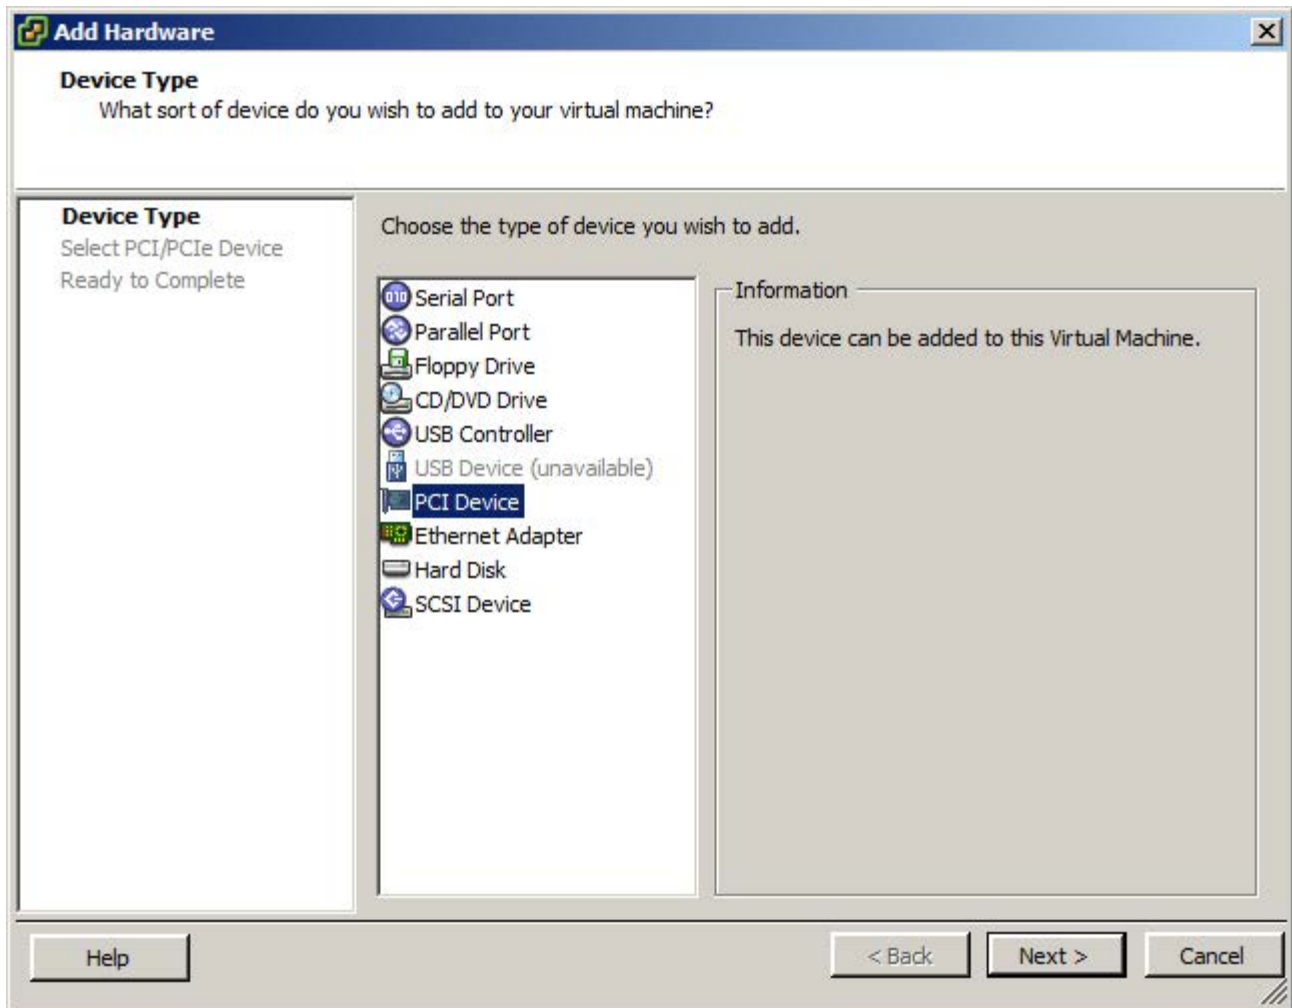 Add Hardware
Device Type
What sort of device do you wish to add to your virtual machine?
Device Type
Select PCI/PCIe Device
Ready to Complete
Choose the type of device you wish to add.
010 Serial Port
Parallel Port
Floppy Drive
CD/DVD Drive
USB Controller
USB Device (unavailable)
PCI Device
Ethernet Adapter
Hard Disk
SCSI Device
Information
This device can be added to this Virtual Machine.
Help
< Back
Next >
Cancel